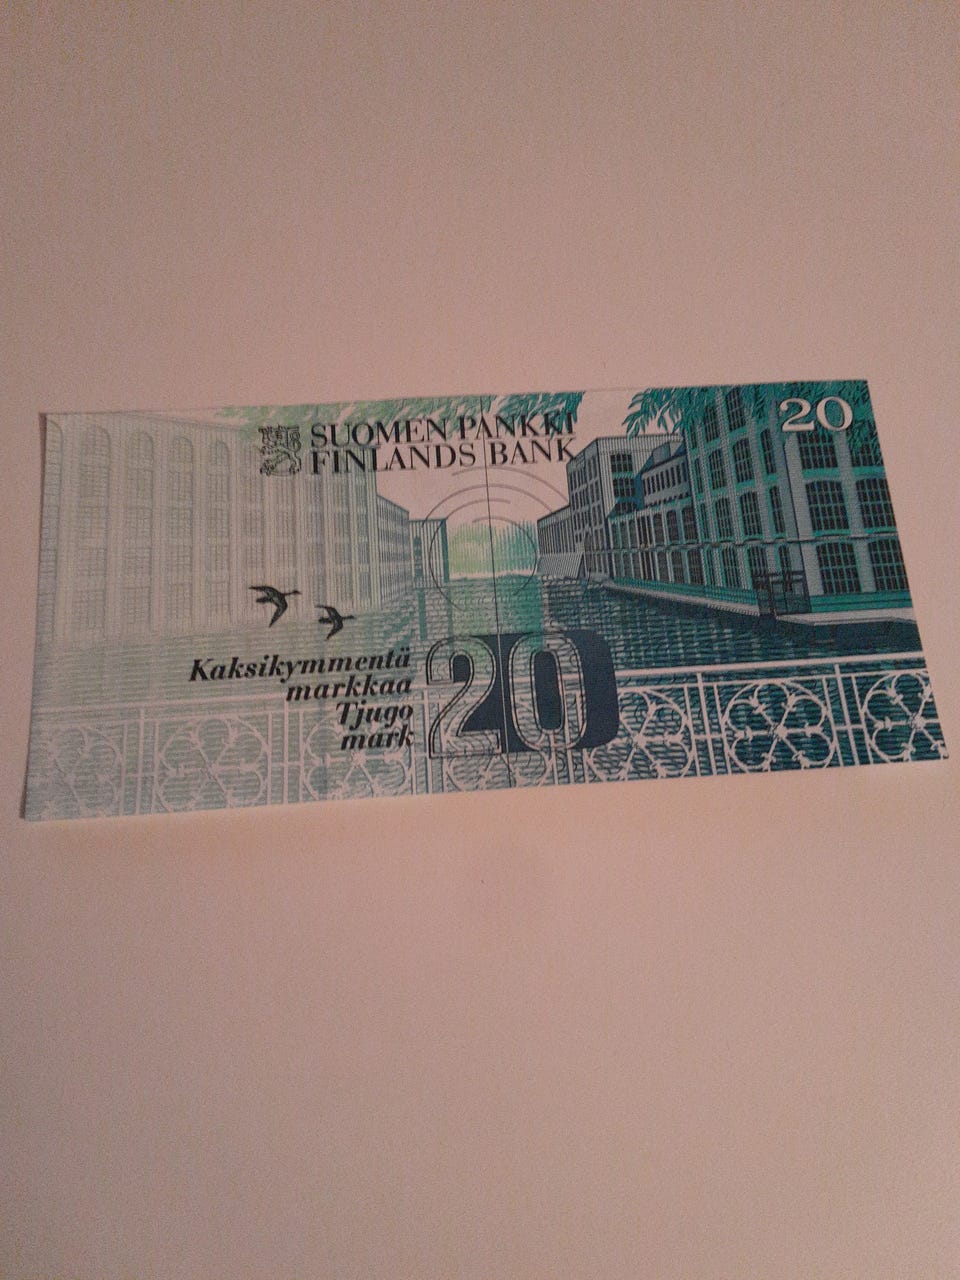 SUOMEN PANKKI
FINLANDS BANK
20
Kaksikymmentä
markkaa
Tjugo
mark
20